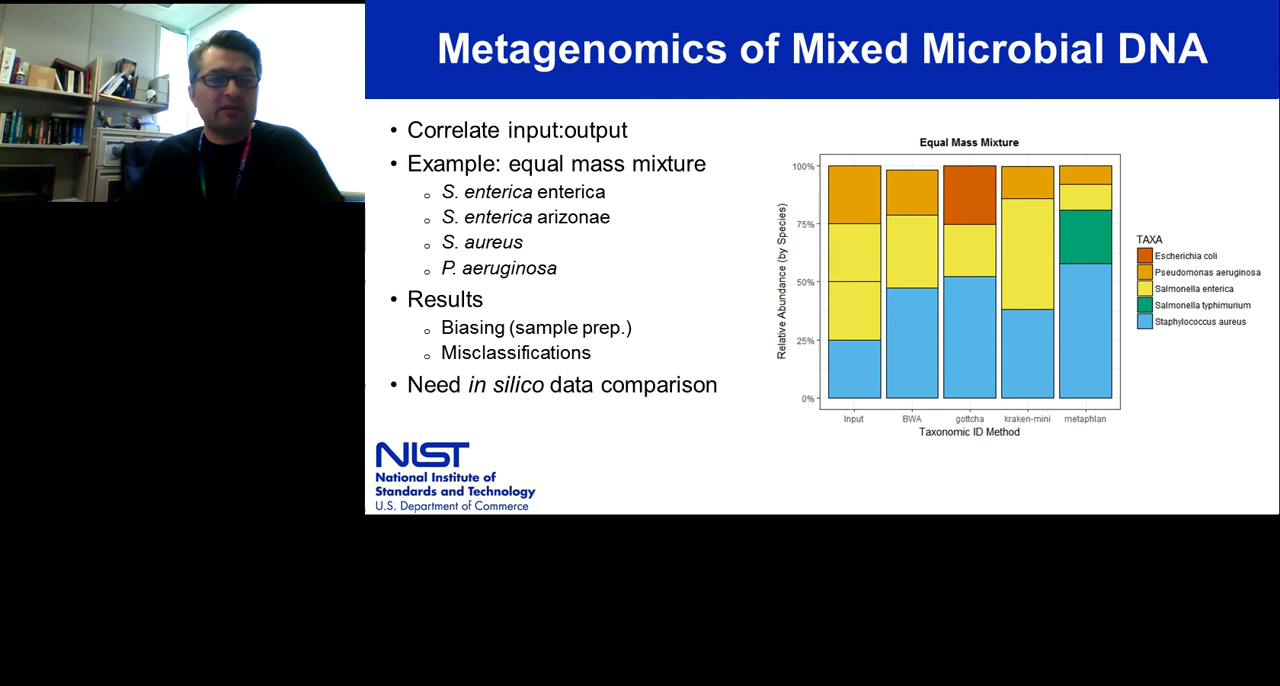 Metagenomics of Mixed Microbial DNA
• Correlate input:output
• Example: equal mass mixture
o S. enterica enterica
o S. enterica arizonae
o S. aureus
o P. aeruginosa
• Results
o Biasing (sample prep.)
o Misclassifications
• Need in silico data comparison
NIST
National Institute of
Standards and Technology
U.S. Department of Commerce
Equal Mass Mixture
Relative Abundance (by Species)
100%
75%
50%
25%
0%
Input BWA gottcha kraken-mini metaphlan
Taxonomic ID Method
TAXA
Escherichia coli
Pseudomonas aeruginosa
Salmonella enterica
Salmonella typhimurium
Staphylococcus aureus